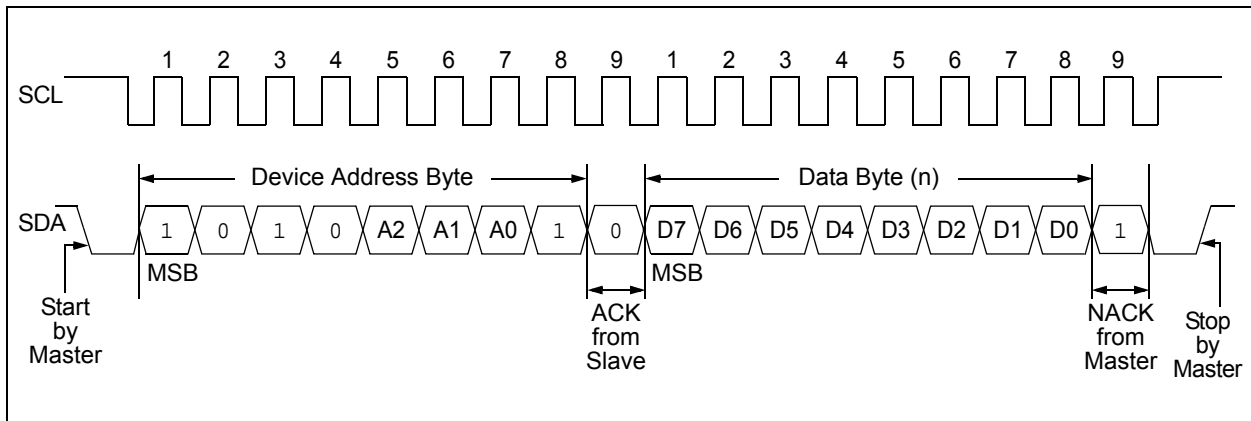 1 2 3 4 5 6 7 8 9 1 2 3 4 5 6 7 8 9
SCL
Device Address Byte Data Byte (n)
SDA 1 0 1 0 A2 A1 A0 1 0 D7 D6 D5 D4 D3 D2 D1 D0 1
MSB MSB
Start
by
Master
ACK
from
Slave
NACK
from
Master
Stop
by
Master